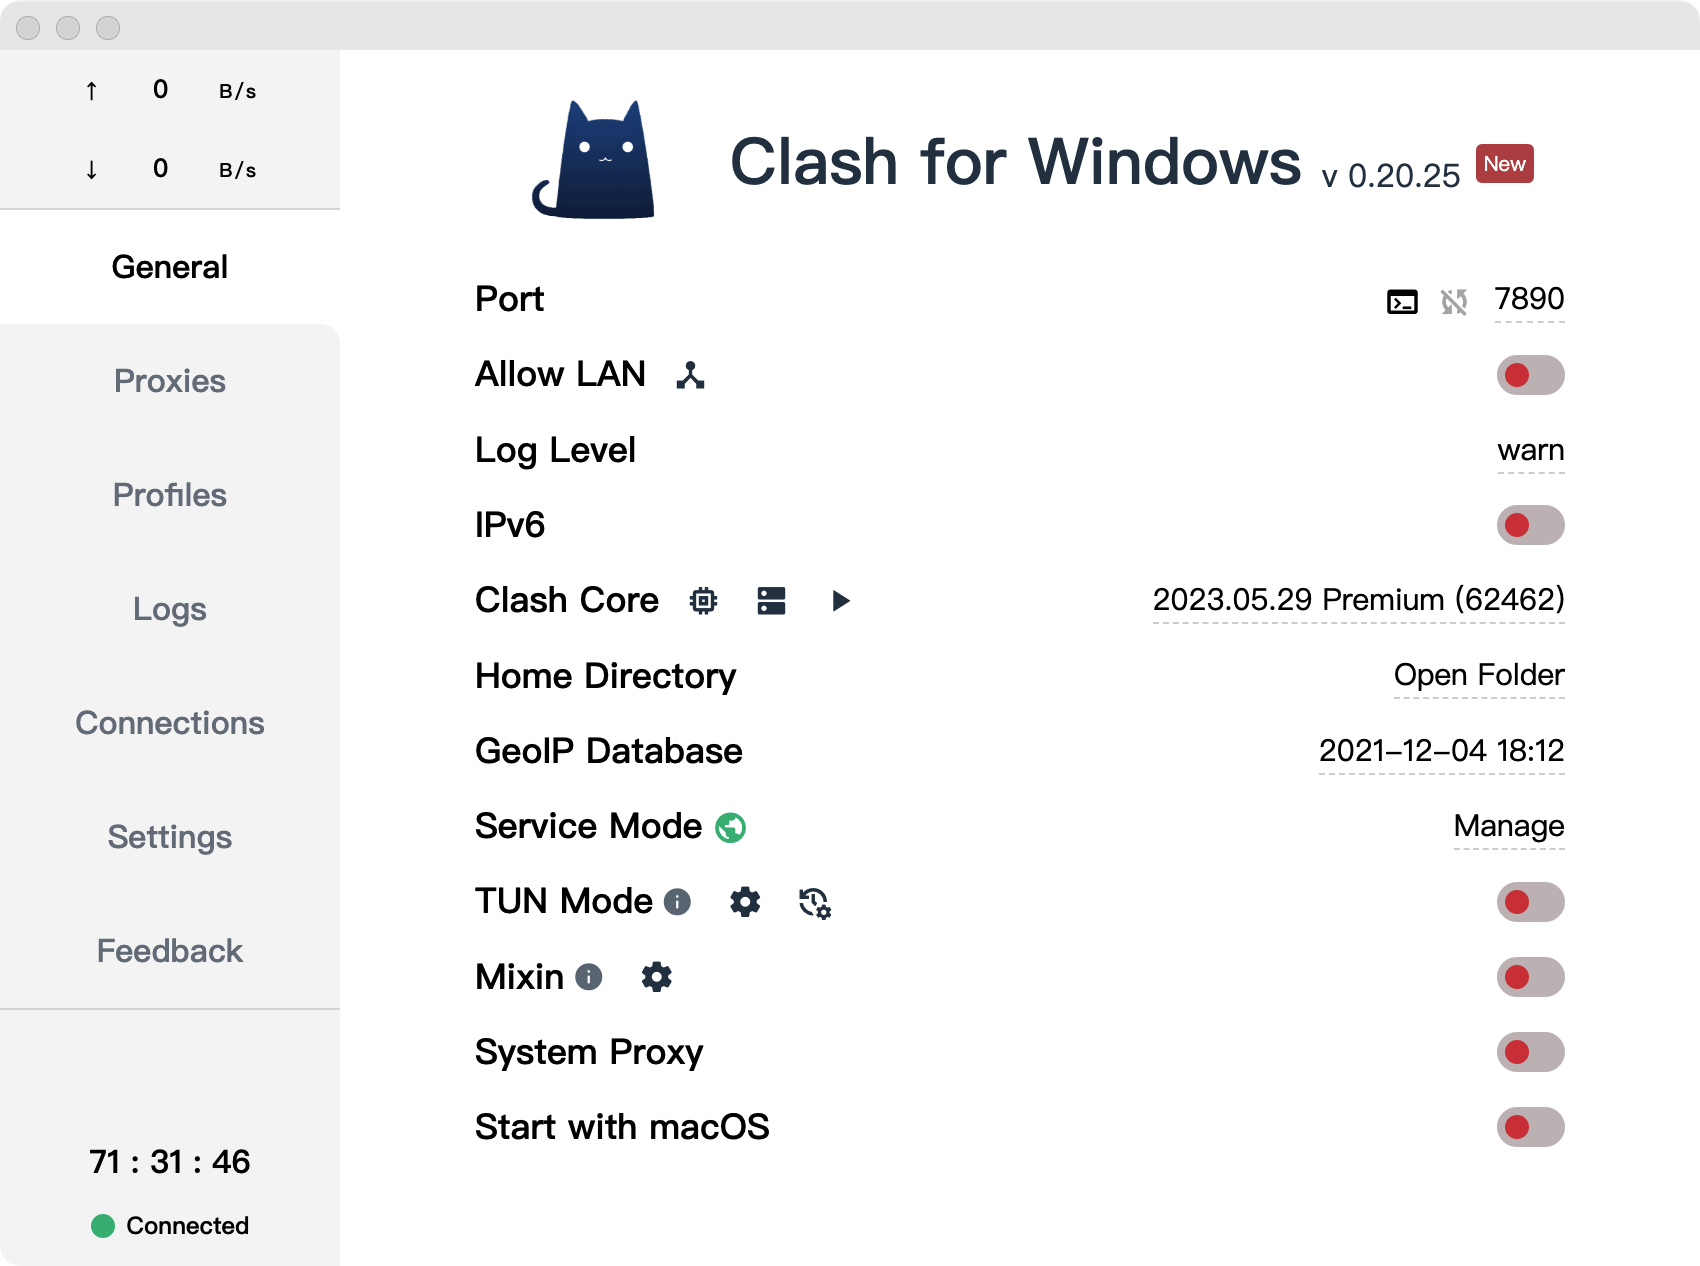 ↑ 0 B/s
↓ 0 B/s
General
Proxies
Profiles
Logs
Connections
Settings
Feedback
71 : 31 : 46
Connected
Clash for Windows v 0.20.25 New
Port 7890
Allow LAN
Log Level warn
IPv6
Clash Core 2023.05.29 Premium (62462)
Home Directory Open Folder
GeoIP Database 2021-12-04 18:12
Service Mode Manage
TUN Mode
Mixin
System Proxy
Start with macOS